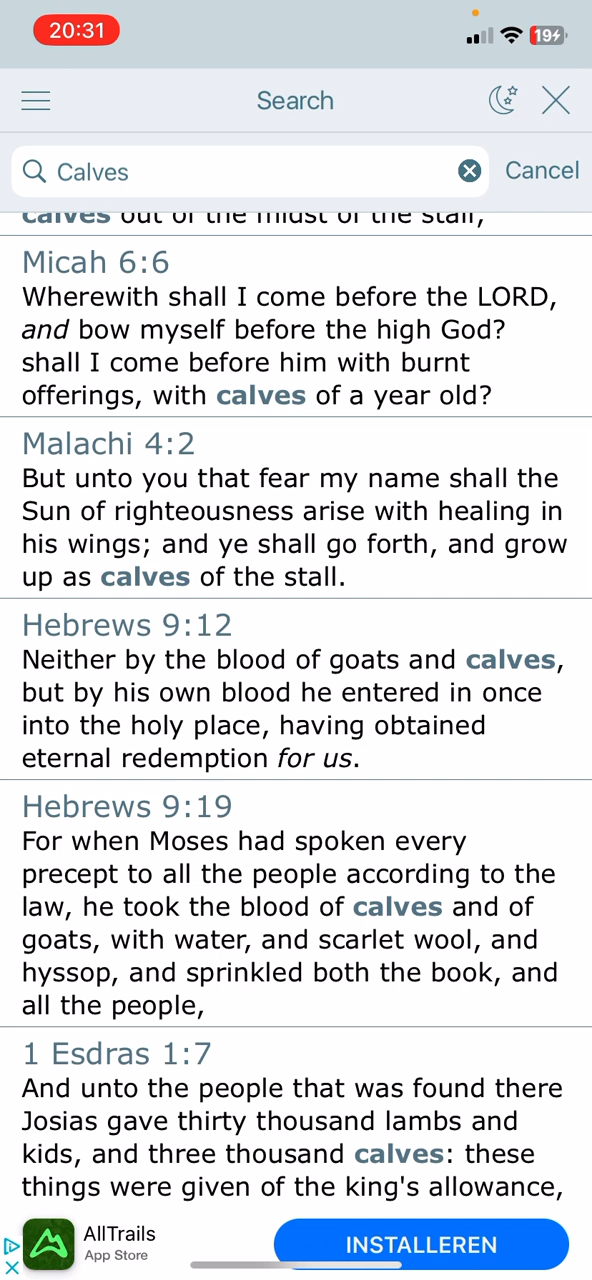 20:31
19
Search
Calves
Cancel
calves out of the midst of the stall,
Micah 6:6
Wherewith shall I come before the LORD,
and bow myself before the high God?
shall I come before him with burnt
offerings, with calves of a year old?
Malachi 4:2
But unto you that fear my name shall the
Sun of righteousness arise with healing in
his wings; and ye shall go forth, and grow
up as calves of the stall.
Hebrews 9:12
Neither by the blood of goats and calves,
but by his own blood he entered in once
into the holy place, having obtained
eternal redemption for us.
Hebrews 9:19
For when Moses had spoken every
precept to all the people according to the
law, he took the blood of calves and of
goats, with water, and scarlet wool, and
hyssop, and sprinkled both the book, and
all the people,
1 Esdras 1:7
And unto the people that was found there
Josias gave thirty thousand lambs and
kids, and three thousand calves: these
things were given of the king's allowance,
AllTrails
App Store
INSTALLEREN